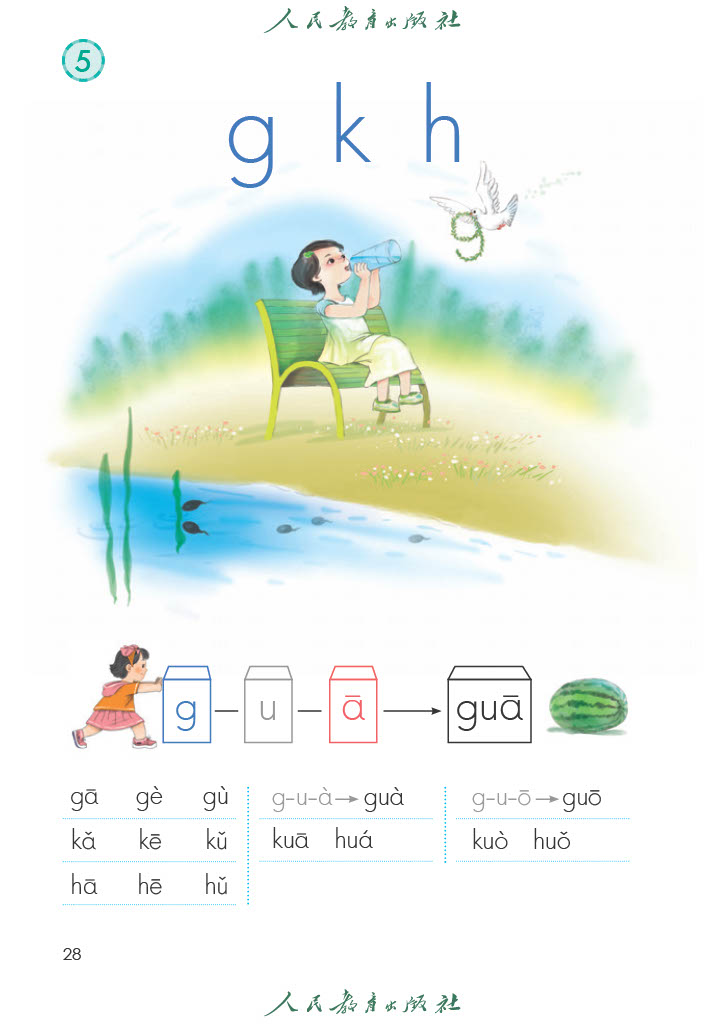 人民教育出版社
5
g k h
g
g — u — ā → guā
gā gè gù
kǎ kē kǔ
hā hē hǔ
g-u-à→guà
kuā huá
g-u-ō→guō
kuò huǒ
28
人民教育出版社